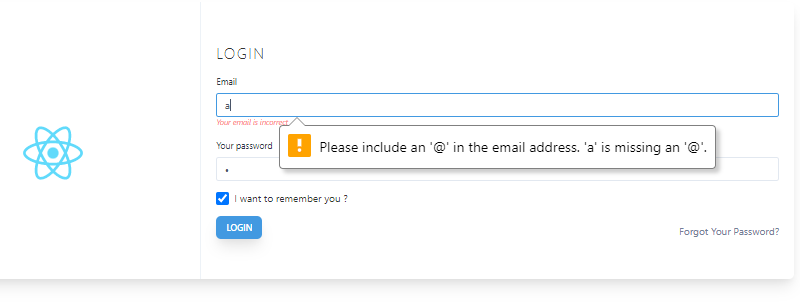 LOGIN
Email
a
Your email is incorrect
Please include an '@' in the email address. 'a' is missing an '@'.
Your password
•
I want to remember you ?
LOGIN
Forgot Your Password?